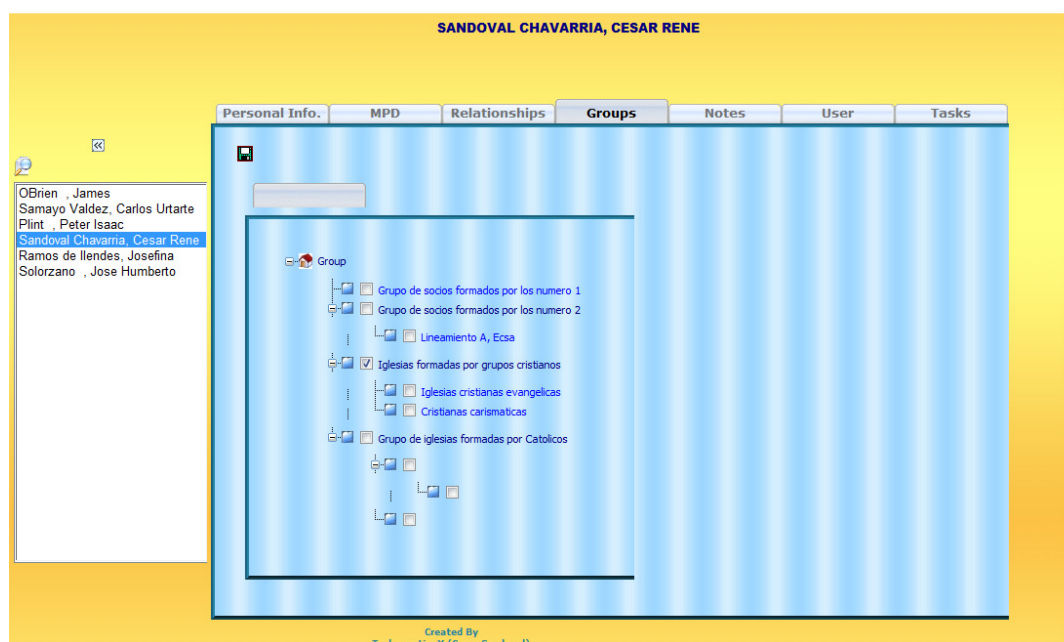 SANDOVAL CHAVARRIA, CESAR RENE
Personal Info. MPD Relationships Groups Notes User Tasks
OBrien , James
Samayo Valdez, Carlos Urtarte
Plint , Peter Isaac
Sandoval Chavarria, Cesar Rene
Ramos de llendes, Josefina
Solorzano , Jose Humberto
Group
Grupo de socios formados por los numero 1
Grupo de socios formados por los numero 2
Lineamiento A, Ecsa
Iglesias formadas por grupos cristianos
Iglesias cristianas evangelicas
Cristianas carismaticas
Grupo de iglesias formadas por Catolicos
Created By